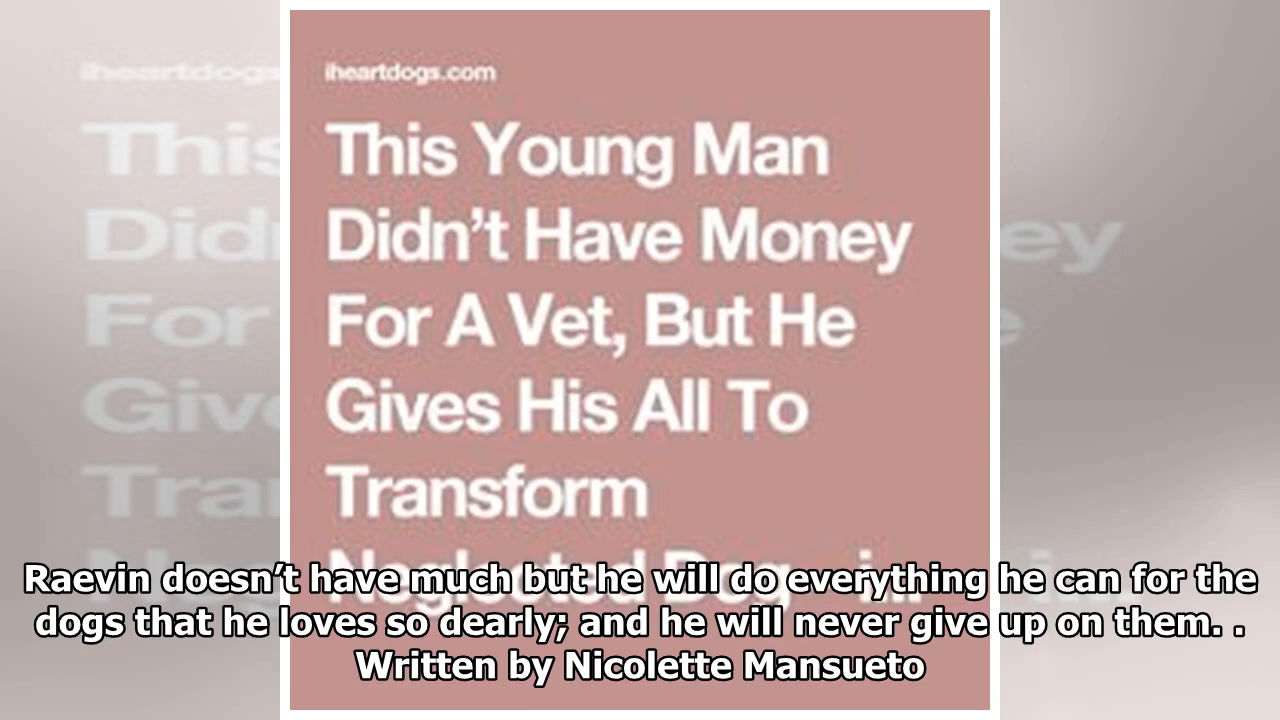 iheartdogs.com
This Young Man
Didn’t Have Money
For A Vet, But He
Gives His All To
Transform
Neglected Dog
Raevin doesn’t have much but he will do everything he can for the
dogs that he loves so dearly; and he will never give up on them. .
Written by Nicolette Mansueto